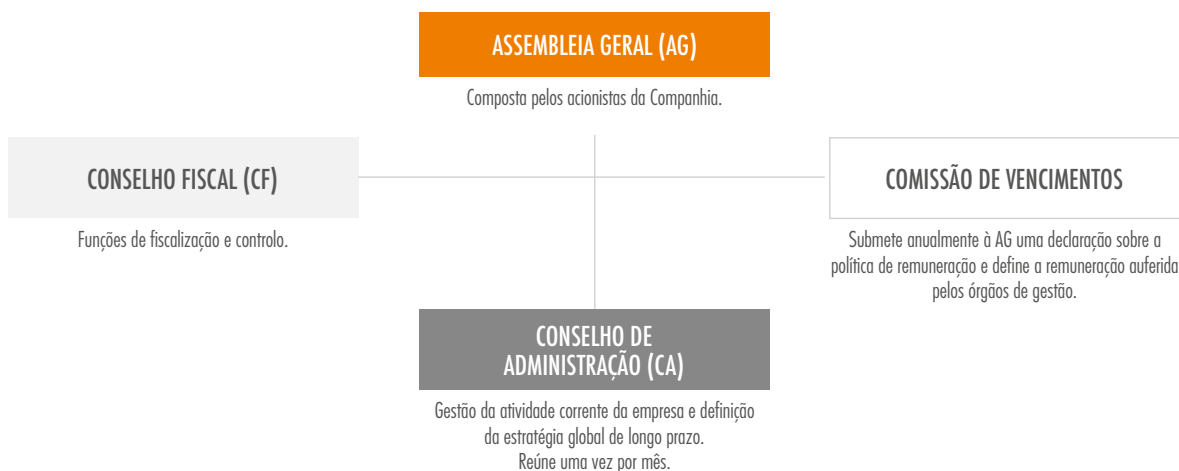 ASSEMBLEIA GERAL (AG)
Composta pelos acionistas da Companhia.
CONSELHO FISCAL (CF)
Funções de fiscalização e controlo.
COMISSÃO DE VENCIMENTOS
Submete anualmente à AG uma declaração sobre a
política de remuneração e define a remuneração auferida
pelos órgãos de gestão.
CONSELHO DE
ADMINISTRAÇÃO (CA)
Gestão da atividade corrente da empresa e definição
da estratégia global de longo prazo.
Reúne uma vez por mês.